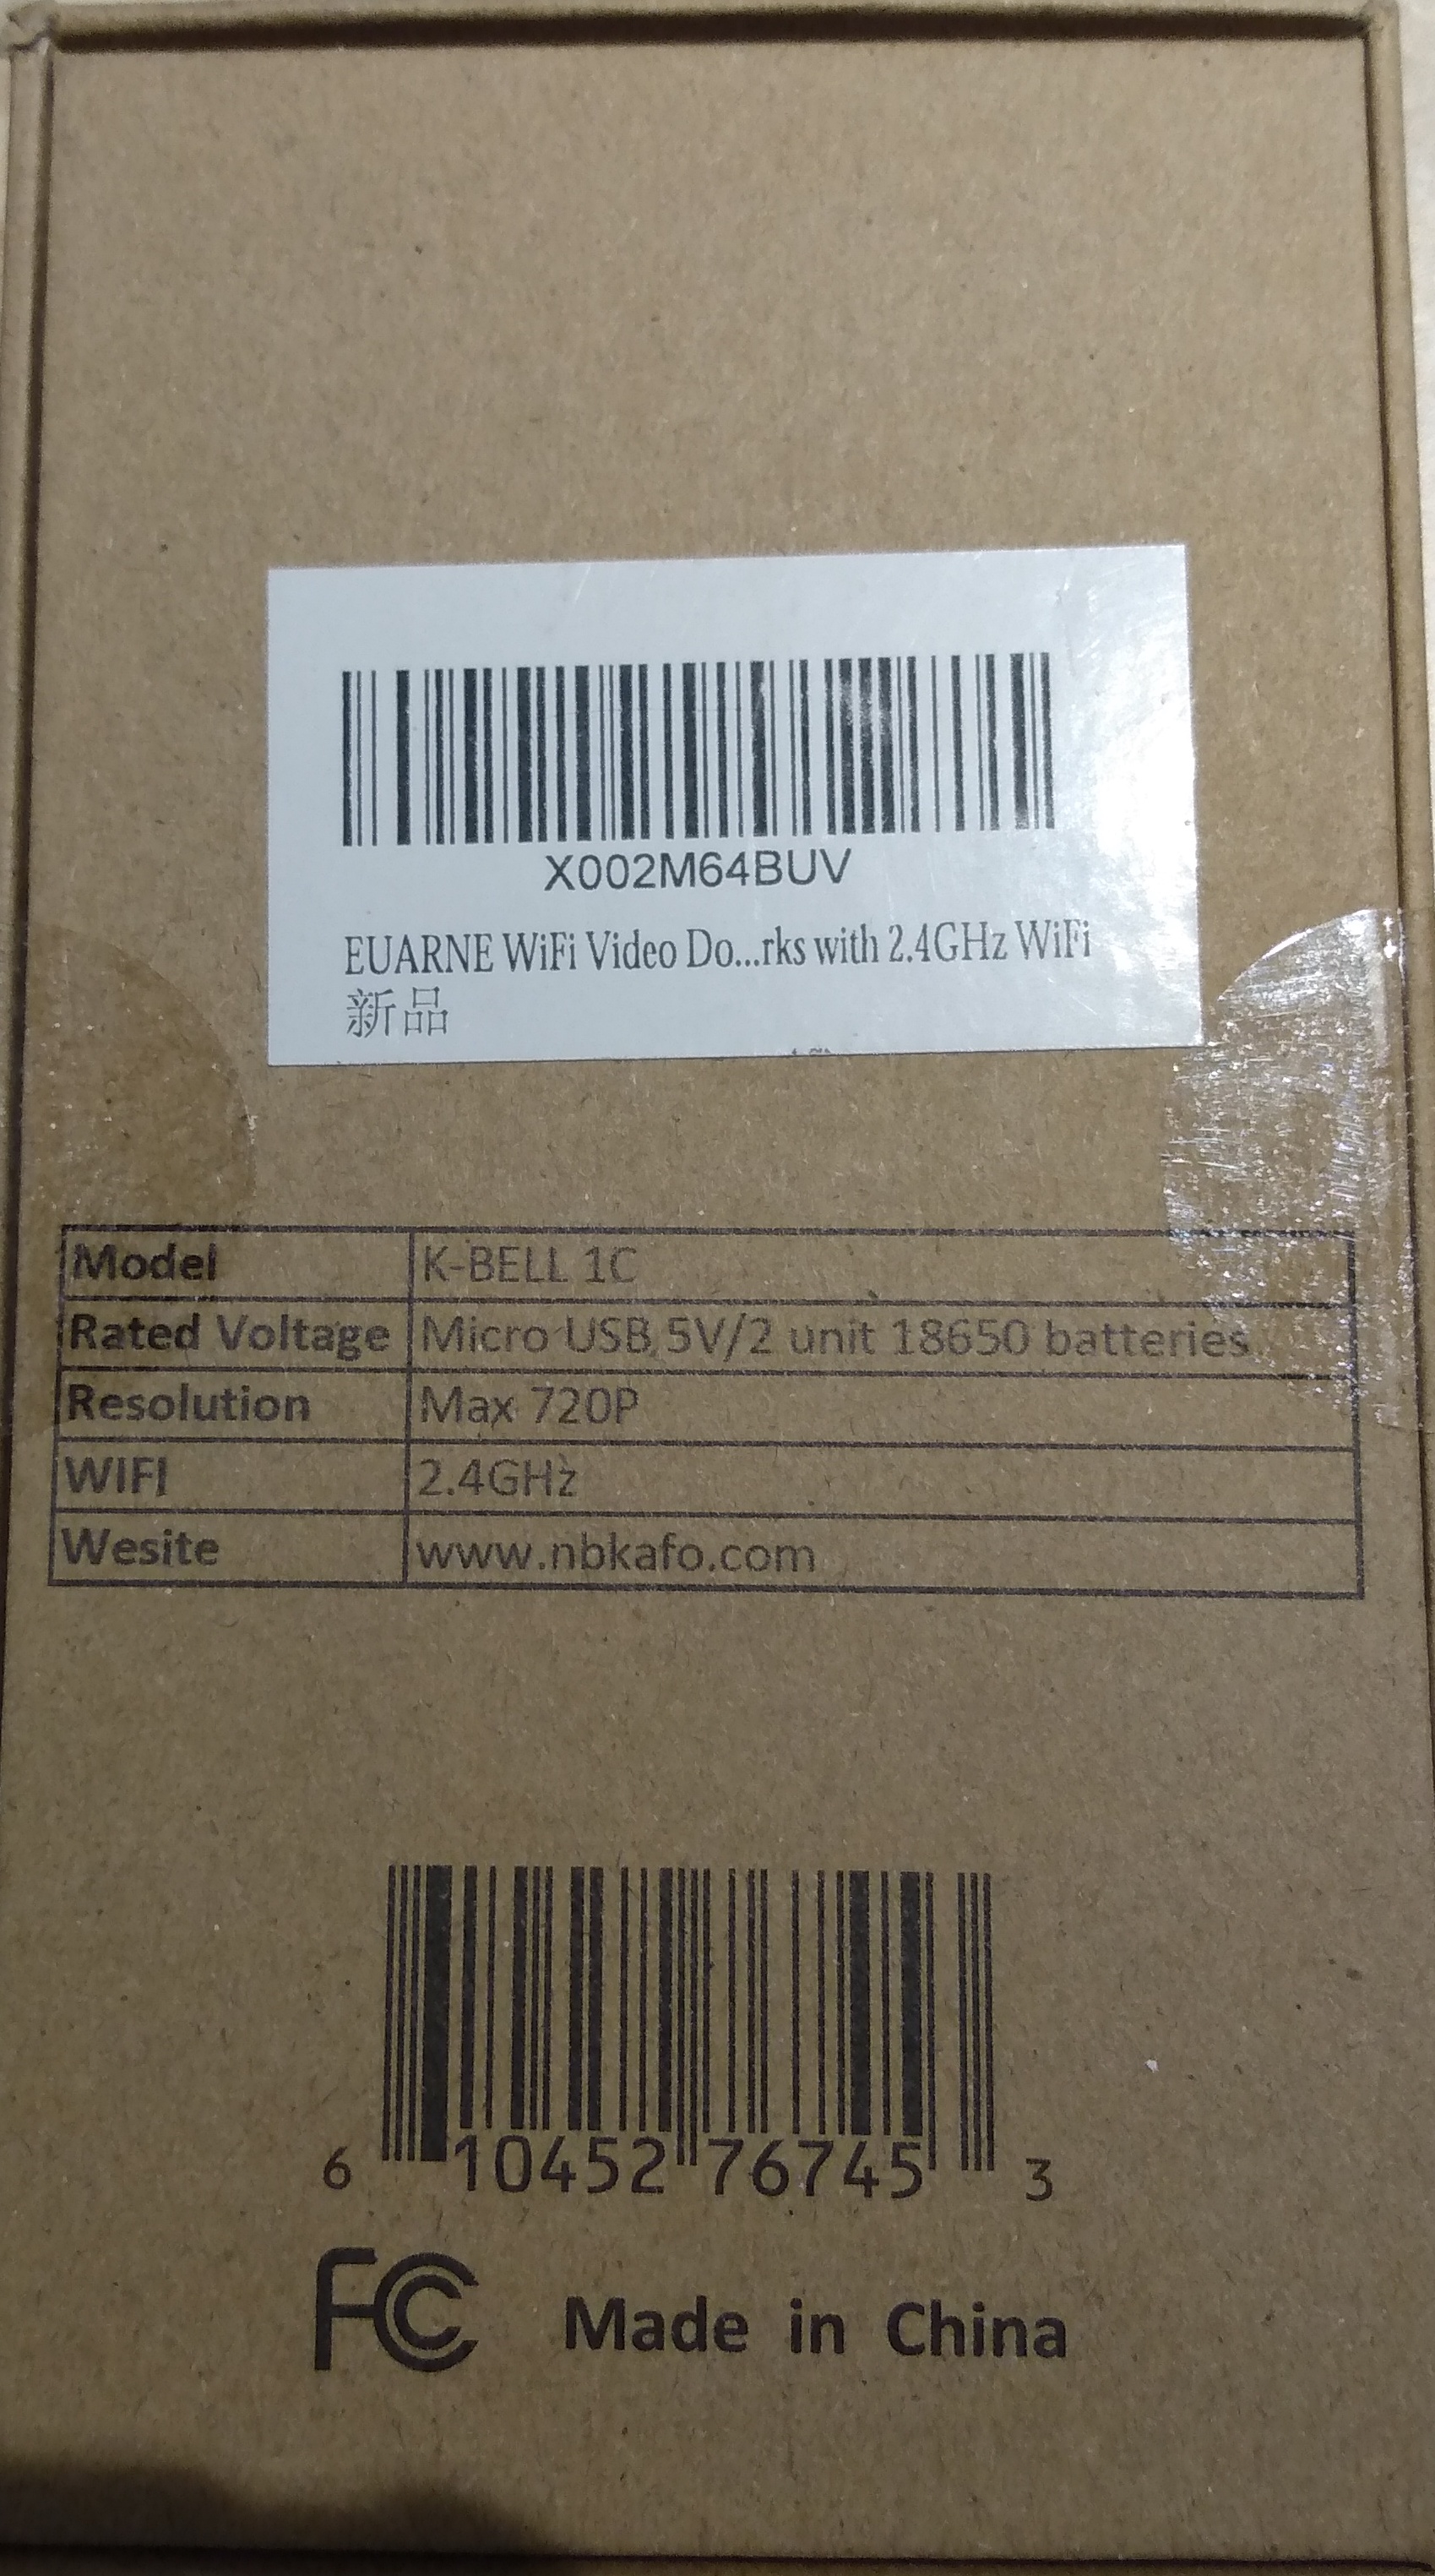 X002M64BUV
EUARNE WiFi Video Do...rks with 2.4GHz WiFi
新品
Model K-BELL 1C
Rated Voltage Micro USB 5V/2 unit 18650 batteries
Resolution Max 720P
WIFI 2.4GHz
Wesite www.nbkafo.com
6 10452 76745 3
FC Made in China